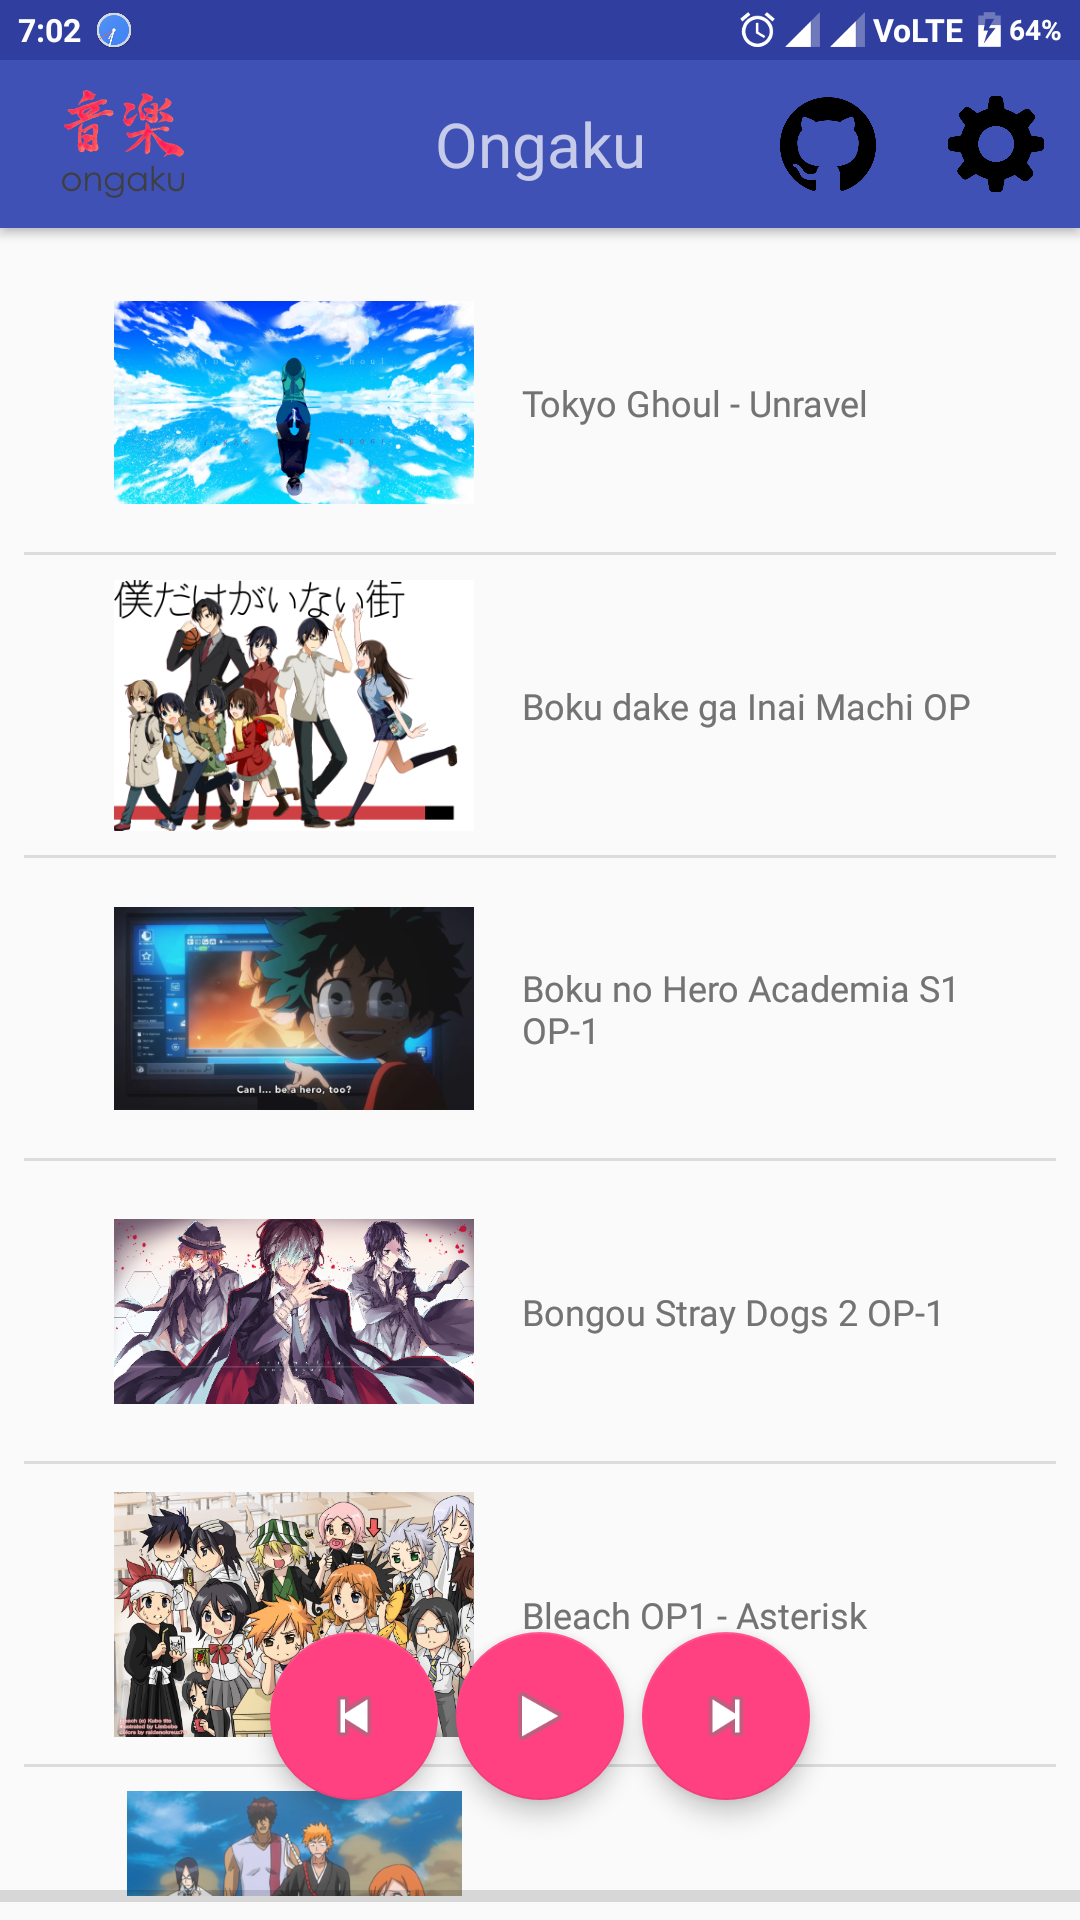 7:02
VoLTE
64%
音楽
ongaku
Ongaku
Tokyo Ghoul - Unravel
僕だけがいない街
Boku dake ga Inai Machi OP
Can I... be a hero, too?
Boku no Hero Academia S1
OP-1
Bongou Stray Dogs 2 OP-1
Bleach OP1 - Asterisk